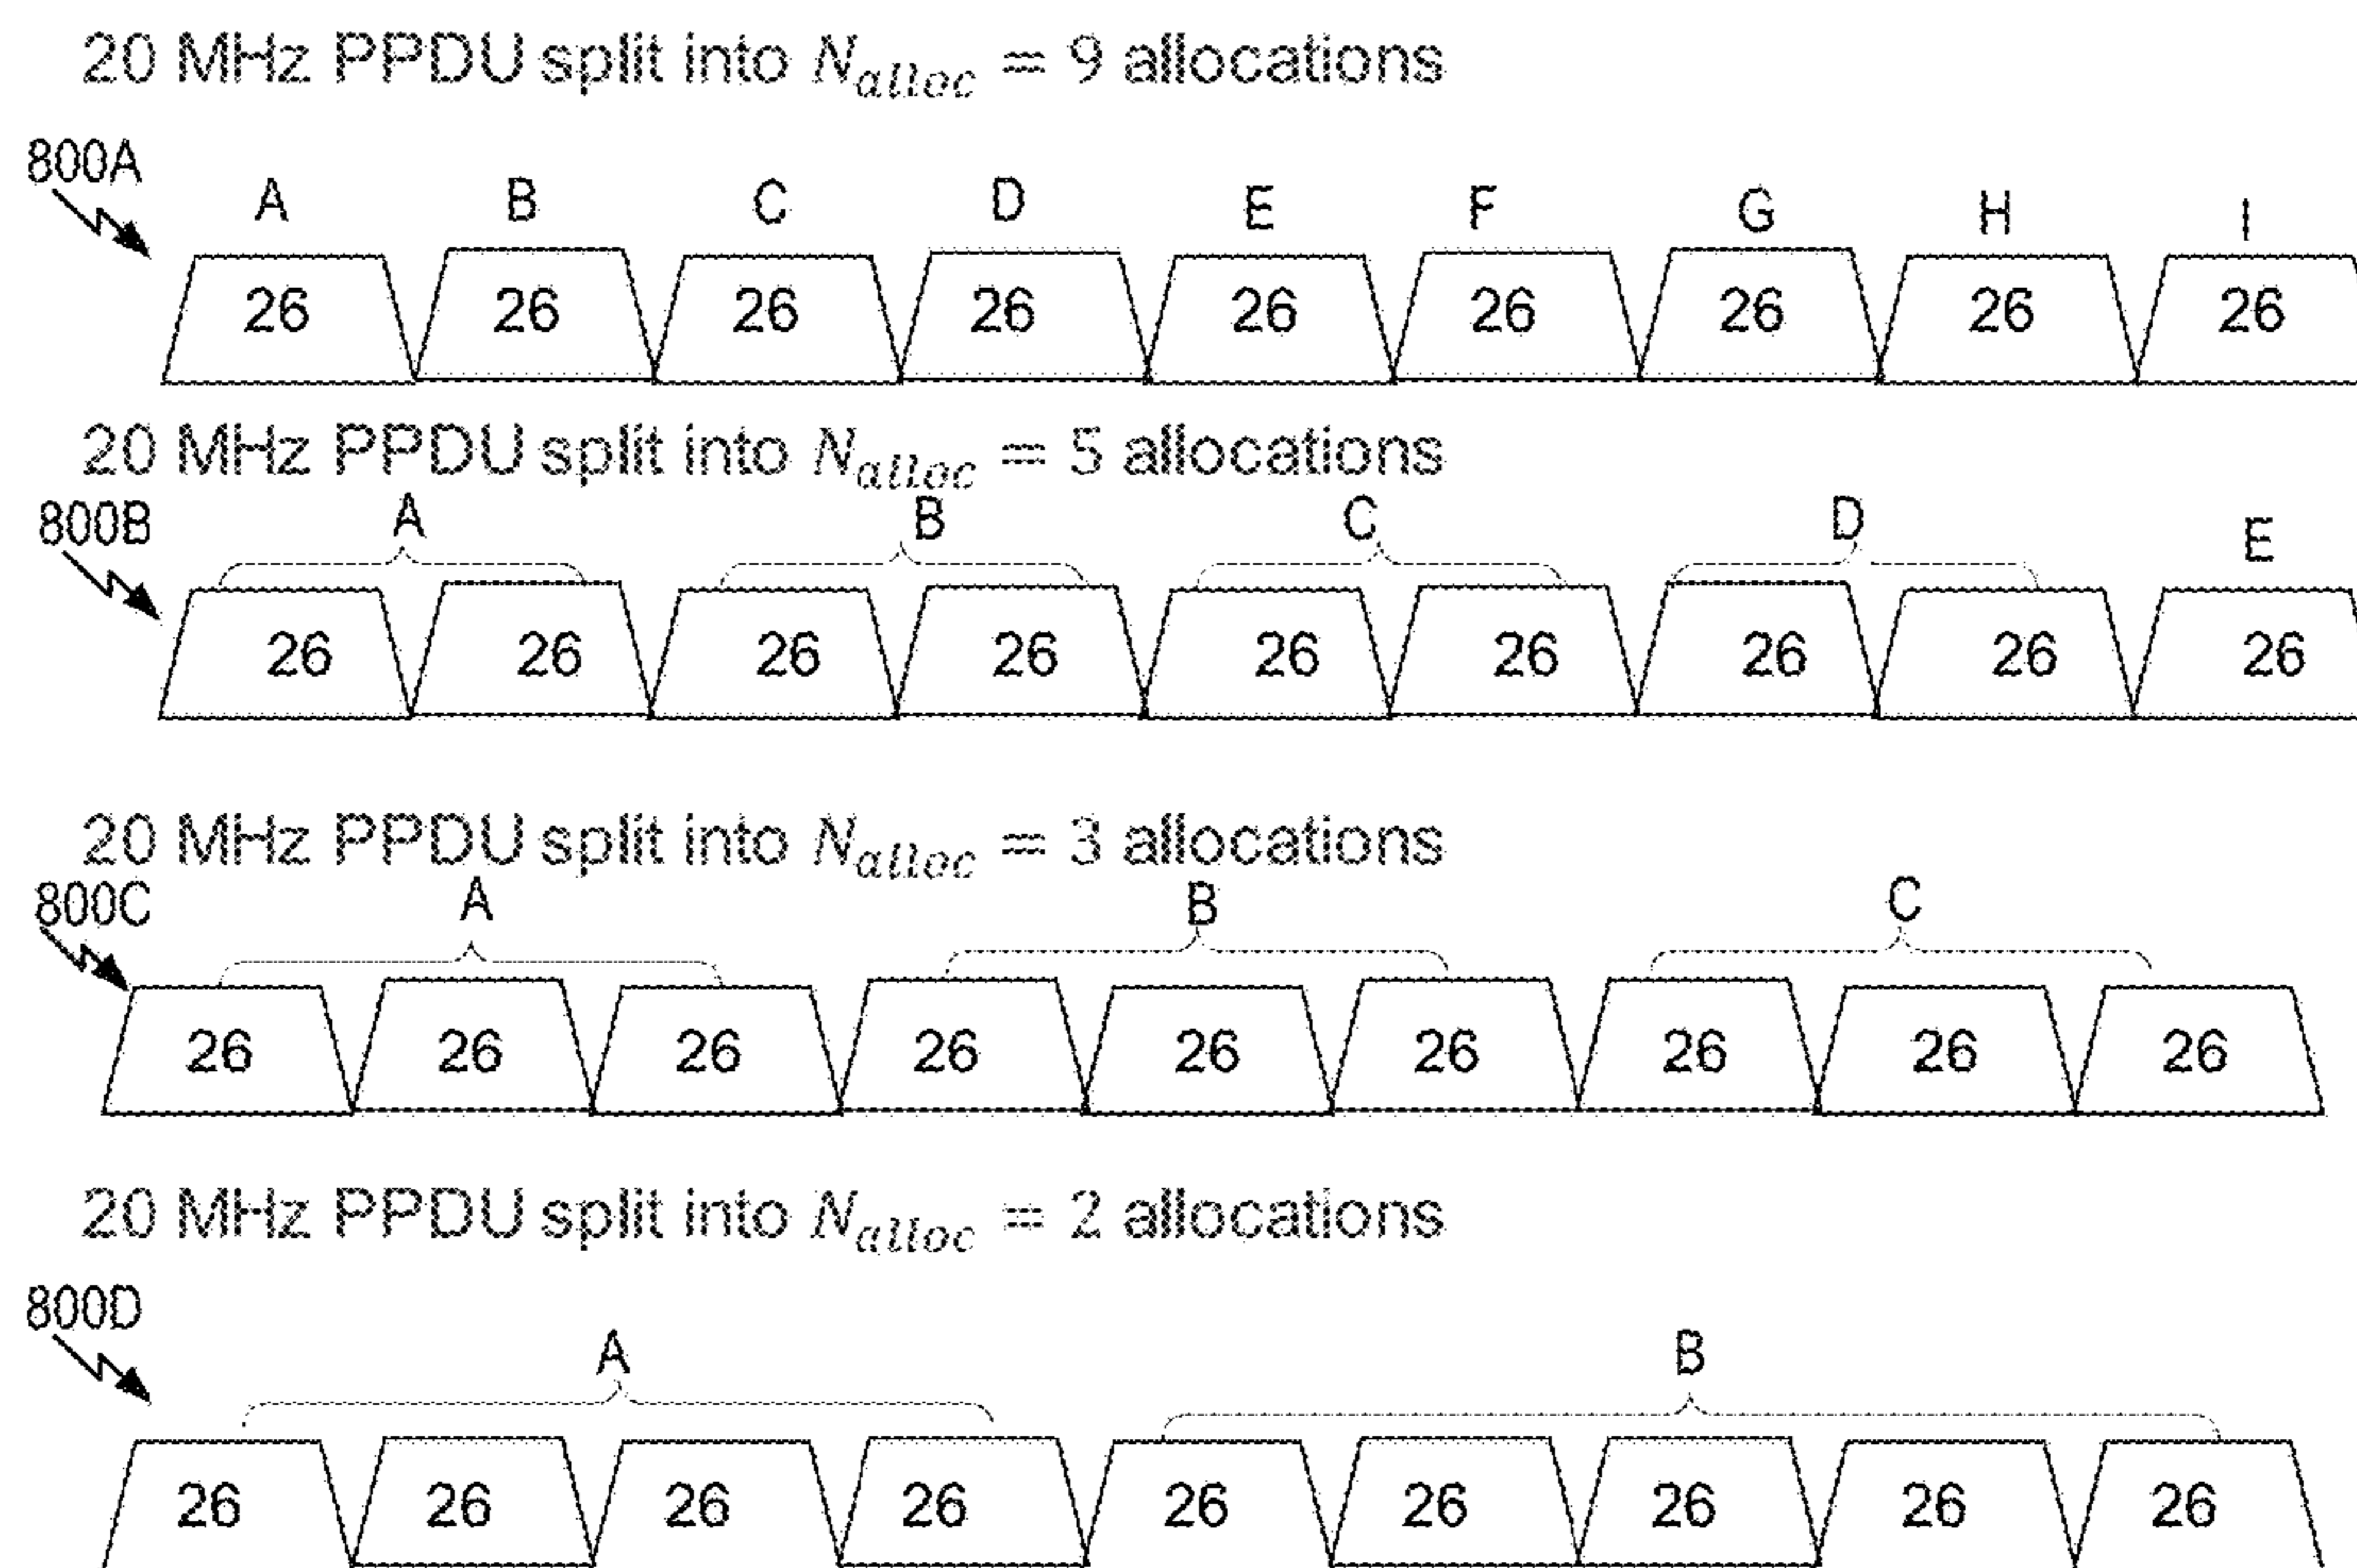 20 MHz PPDU split into N_alloc = 9 allocations
800A
A B C D E F G H I
26 26 26 26 26 26 26 26 26
20 MHz PPDU split into N_alloc = 5 allocations
800B
A B C D E
26 26 26 26 26 26 26 26 26
20 MHz PPDU split into N_alloc = 3 allocations
800C
A B C
26 26 26 26 26 26 26 26 26
20 MHz PPDU split into N_alloc = 2 allocations
800D
A B
26 26 26 26 26 26 26 26 26